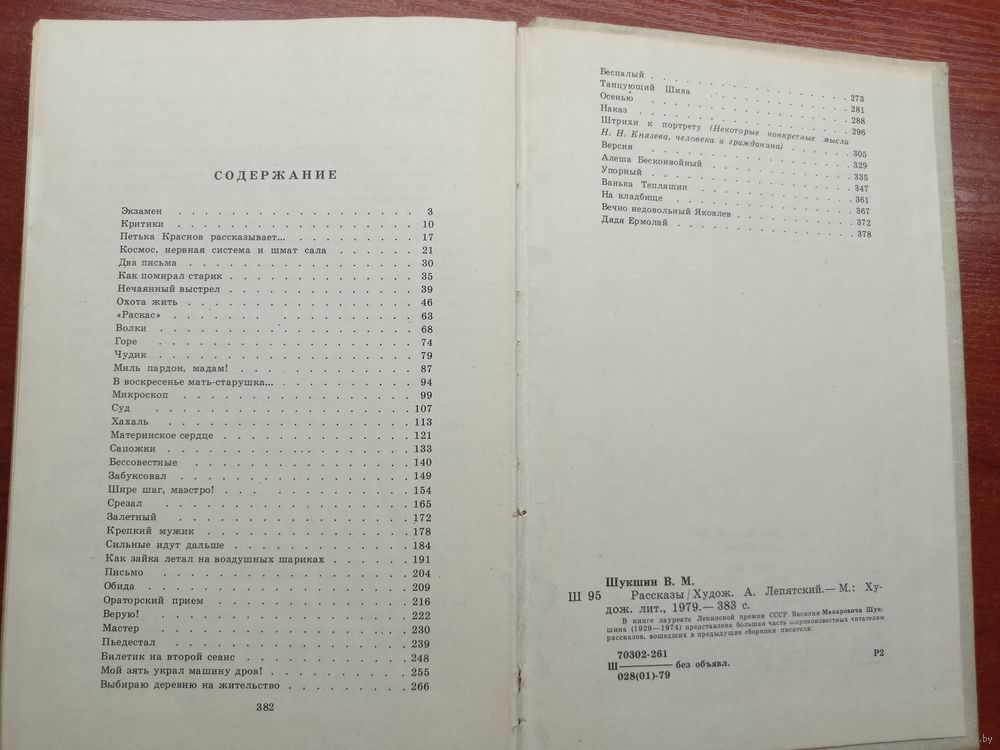 СОДЕРЖАНИЕ
Экзамен . . . . . . . . . . . . . . . . . . 3
Критики . . . . . . . . . . . . . . . . . . 10
Петька Краснов рассказывает... . . . . . . . . . 17
Космос, нервная система и шмат сала . . . . . . 21
Два письма . . . . . . . . . . . . . . . . . 30
Как помирал старик . . . . . . . . . . . . . . 35
Нечаянный выстрел . . . . . . . . . . . . . . 39
Охота жить . . . . . . . . . . . . . . . . . 46
«Раскас» . . . . . . . . . . . . . . . . . . 63
Волки . . . . . . . . . . . . . . . . . . . 68
Горе . . . . . . . . . . . . . . . . . . . . 74
Чудик . . . . . . . . . . . . . . . . . . . 79
Миль пардон, мадам! . . . . . . . . . . . . . 87
В воскресенье мать-старушка... . . . . . . . . . 94
Микроскоп . . . . . . . . . . . . . . . . . 99
Суд . . . . . . . . . . . . . . . . . . . . 107
Хахаль . . . . . . . . . . . . . . . . . . . 113
Материнское сердце . . . . . . . . . . . . . . 121
Сапожки . . . . . . . . . . . . . . . . . . 133
Бессовестные . . . . . . . . . . . . . . . . 140
Забуксовал . . . . . . . . . . . . . . . . . 149
Шире шаг, маэстро! . . . . . . . . . . . . . . 154
Срезал . . . . . . . . . . . . . . . . . . . 165
Залетный . . . . . . . . . . . . . . . . . . 172
Крепкий мужик . . . . . . . . . . . . . . . . 178
Сильные идут дальше . . . . . . . . . . . . . 184
Как зайка летал на воздушных шариках . . . . . . 191
Письмо . . . . . . . . . . . . . . . . . . . 204
Обида . . . . . . . . . . . . . . . . . . . 209
Ораторский прием . . . . . . . . . . . . . . . 216
Верую! . . . . . . . . . . . . . . . . . . . 222
Мастер . . . . . . . . . . . . . . . . . . . 230
Пьедестал . . . . . . . . . . . . . . . . . . 239
Билетик на второй сеанс . . . . . . . . . . . . 248
Мой зять украл машину дров! . . . . . . . . . . 255
Выбираю деревню на жительство . . . . . . . . . 266
382
Беспалый . . . . . . . . . . . . . . . . 273
Танцующий Шива . . . . . . . . . . . . . 281
Осенью . . . . . . . . . . . . . . . . . 288
Наказ . . . . . . . . . . . . . . . . . 296
Штрихи к портрету (Некоторые конкретные мысли
Н. Н. Князева, человека и гражданина) . . . . . . 305
Версия . . . . . . . . . . . . . . . . . 329
Алеша Бесконвойный . . . . . . . . . . . 335
Упорный . . . . . . . . . . . . . . . . 347
Ванька Тепляшин . . . . . . . . . . . . . 361
На кладбище . . . . . . . . . . . . . . . 367
Вечно недовольный Яковлев . . . . . . . . . 372
Дядя Ермолай . . . . . . . . . . . . . . 378
Шукшин В. М.
Ш 95 Рассказы / Худож. А. Лепятский.— М.: Ху-
дож. лит., 1979.— 383 с.
В книге лауреата Ленинской премии СССР Василия Макаровича Шук-
шина (1929—1974) представлена большая часть широкоизвестных читателям
рассказов, вошедших в предыдущие сборники писателя.
70302-261
Ш———— без объявл. Р2
028(01)-79